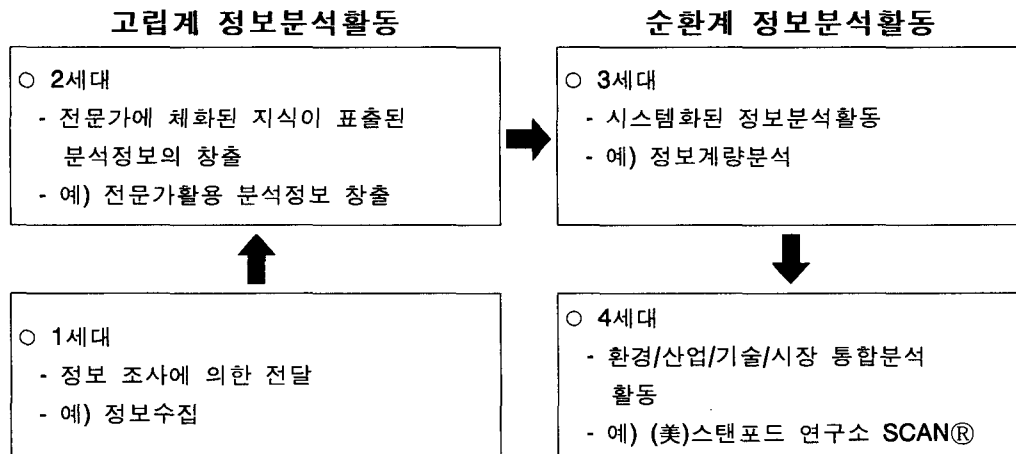 고립계 정보분석활동
순환계 정보분석활동
○ 2세대
- 전문가에 체화된 지식이 표출된
분석정보의 창출
- 예) 전문가활용 분석정보 창출
○ 3세대
- 시스템화된 정보분석활동
- 예) 정보계량분석
○ 1세대
- 정보 조사에 의한 전달
- 예) 정보수집
○ 4세대
- 환경/산업/기술/시장 통합분석
활동
- 예) (美)스탠포드 연구소 SCAN®